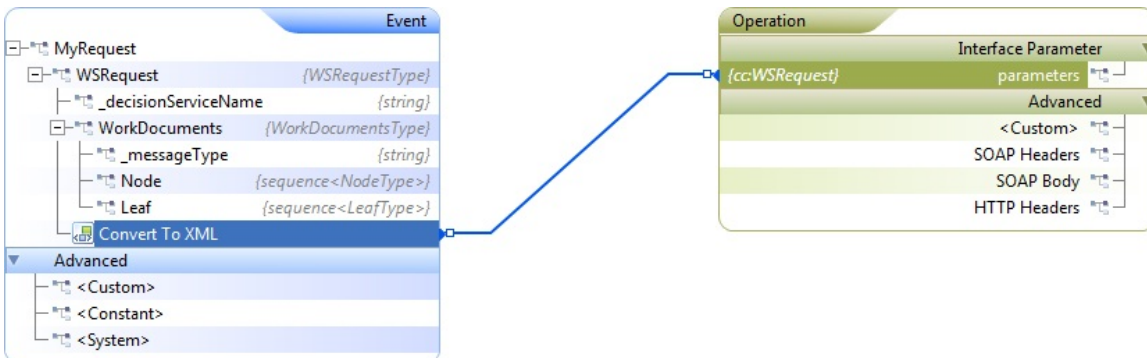 Event
MyRequest
WSRequest {WSRequestType}
_decisionServiceName {string}
WorkDocuments {WorkDocumentsType}
_messageType {string}
Node {sequence<NodeType>}
Leaf {sequence<LeafType>}
Convert To XML
Advanced
<Custom>
<Constant>
<System>
Operation
Interface Parameter
{cc:WSRequest} parameters
Advanced
<Custom>
SOAP Headers
SOAP Body
HTTP Headers